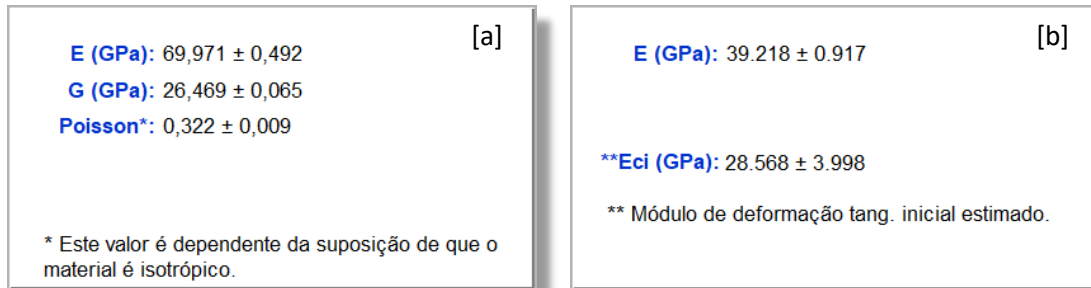 [a]
E (GPa): 69,971 ± 0,492
G (GPa): 26,469 ± 0,065
Poisson*: 0,322 ± 0,009
* Este valor é dependente da suposição de que o
material é isotrópico.
[b]
E (GPa): 39.218 ± 0.917
**Eci (GPa): 28.568 ± 3.998
** Módulo de deformação tang. inicial estimado.